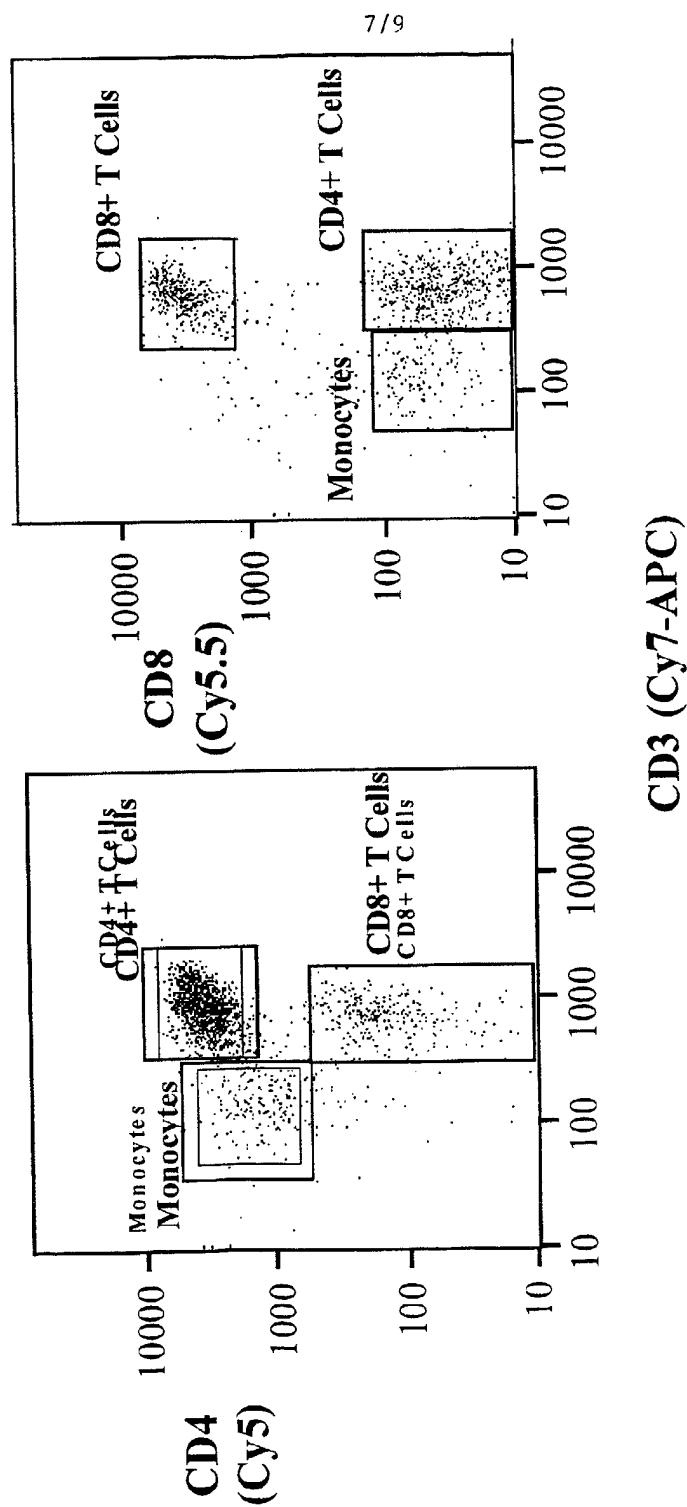 7/9
CD4
(Cy5)
10000
1000
100
10
Monocytes
Monocytes
CD4+ T Cells
CD4+ T Cells
CD8+ T Cells
CD8+ T Cells
10
100
1000
10000
CD8
(Cy5.5)
10000
1000
100
10
CD8+ T Cells
Monocytes
CD4+ T Cells
10
100
1000
10000
CD3 (Cy7-APC)